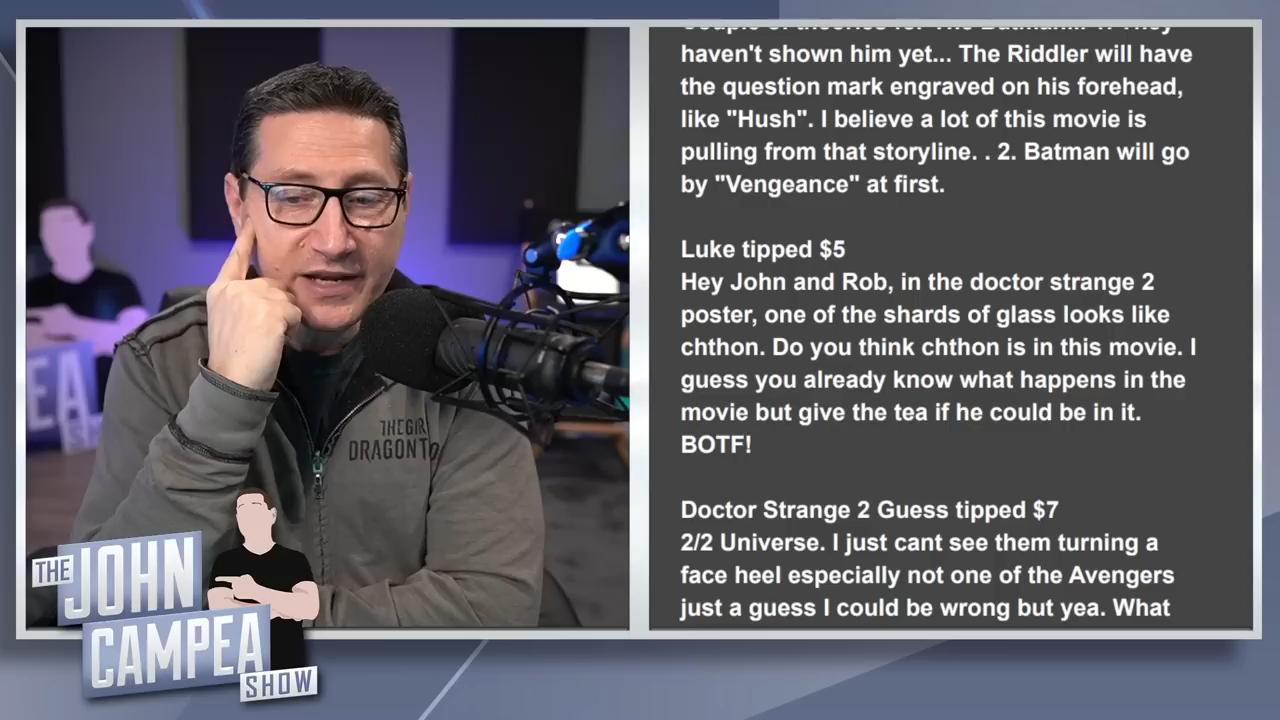 haven't shown him yet... The Riddler will have
the question mark engraved on his forehead,
like "Hush". I believe a lot of this movie is
pulling from that storyline. . 2. Batman will go
by "Vengeance" at first.
Luke tipped $5
Hey John and Rob, in the doctor strange 2
poster, one of the shards of glass looks like
chthon. Do you think chthon is in this movie. I
guess you already know what happens in the
movie but give the tea if he could be in it.
BOTF!
Doctor Strange 2 Guess tipped $7
2/2 Universe. I just cant see them turning a
face heel especially not one of the Avengers
just a guess I could be wrong but yea. What
THE JOHN
CAMPEA
SHOW